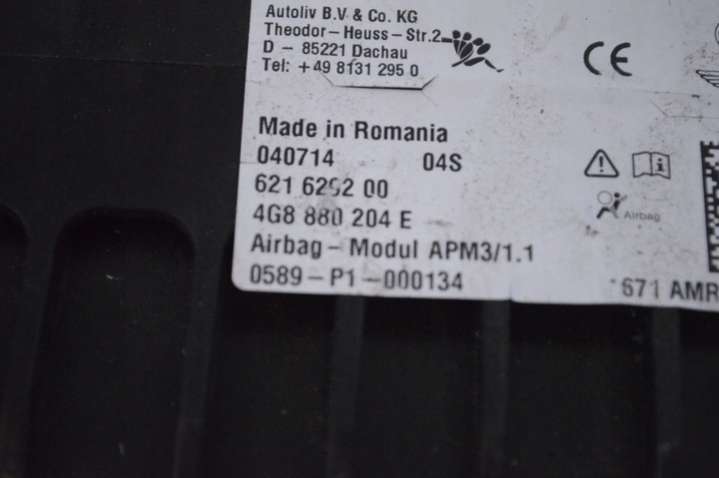 Autoliv B.V. & Co. KG
Theodor-Heuss-Str.2
D - 85221 Dachau
Tel: +49 8131 295 0
CE
Made in Romania
040714 04S
621 6292 00
4G8 880 204 E
Airbag
Airbag - Modul APM3/1.1
0589-P1-000134
671 AMR